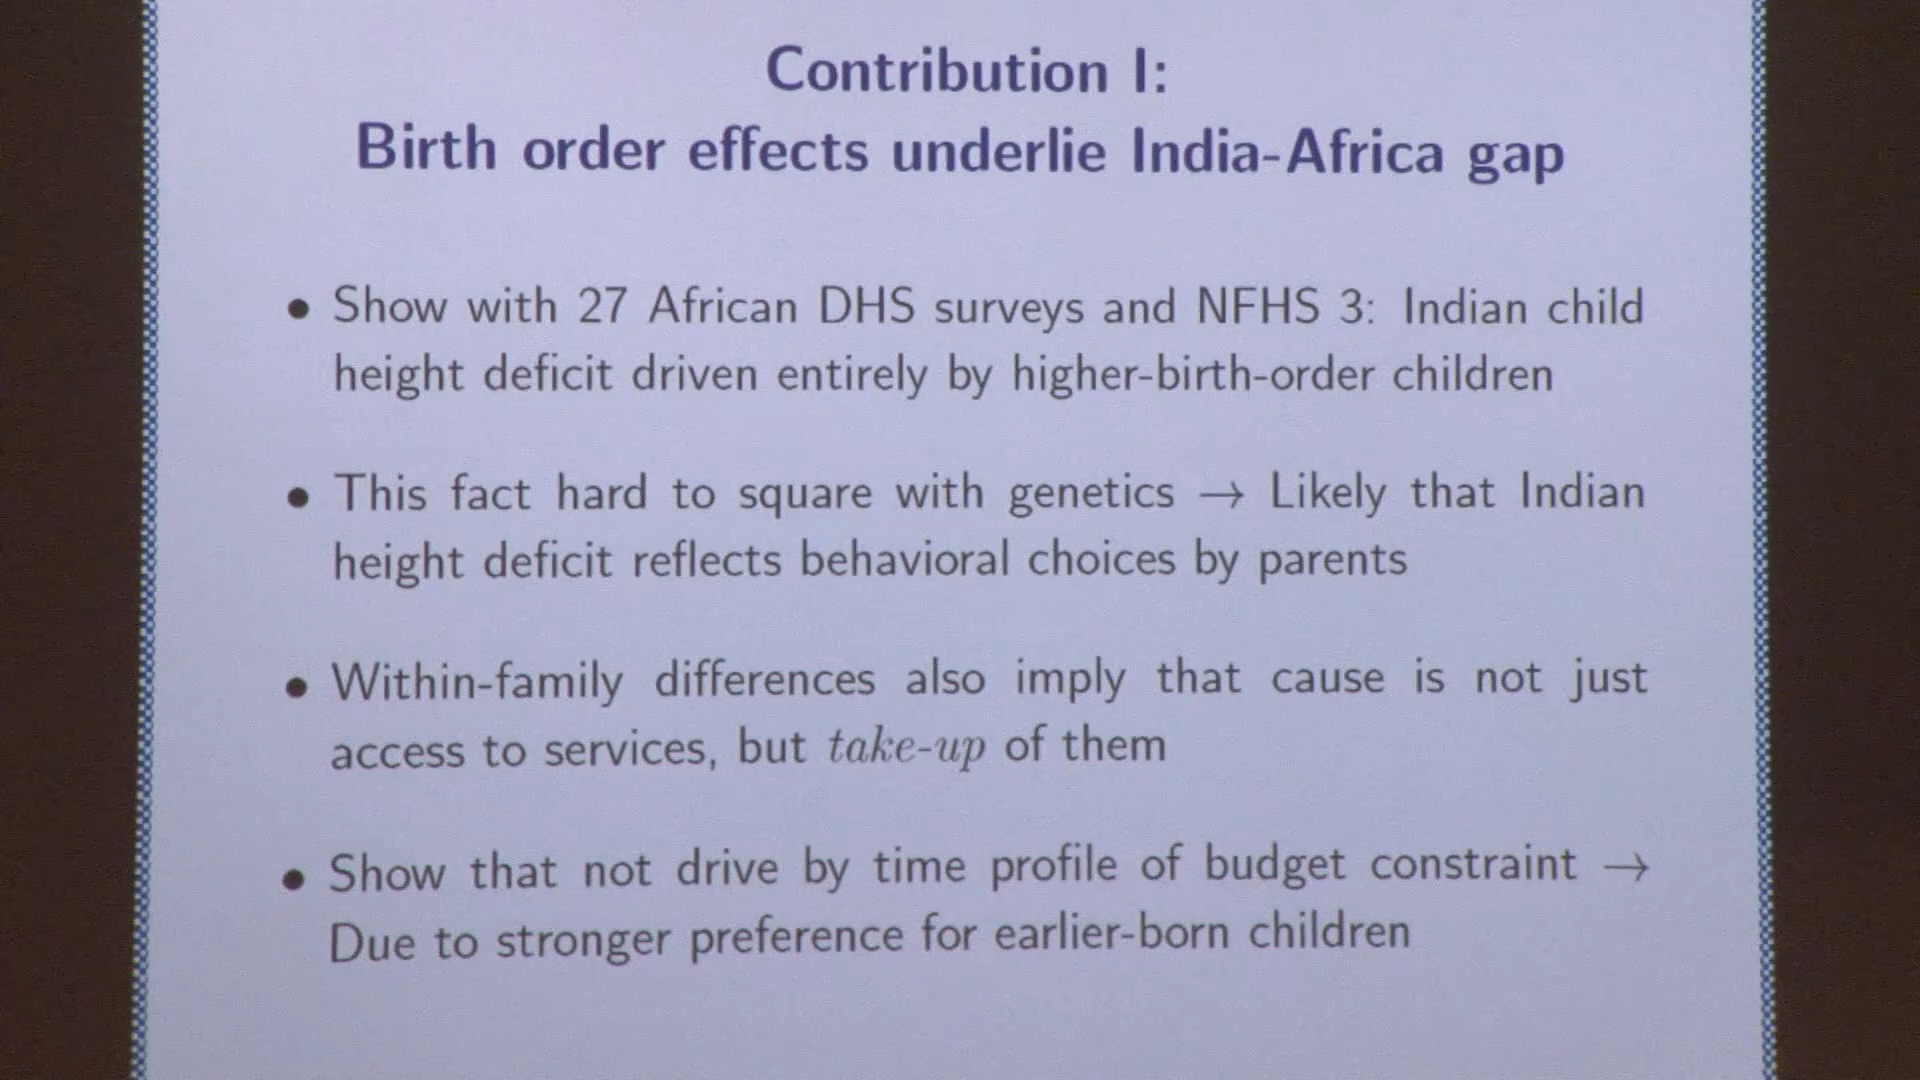 Contribution I:
Birth order effects underlie India-Africa gap
• Show with 27 African DHS surveys and NFHS 3: Indian child
height deficit driven entirely by higher-birth-order children
• This fact hard to square with genetics → Likely that Indian
height deficit reflects behavioral choices by parents
• Within-family differences also imply that cause is not just
access to services, but take-up of them
• Show that not drive by time profile of budget constraint →
Due to stronger preference for earlier-born children